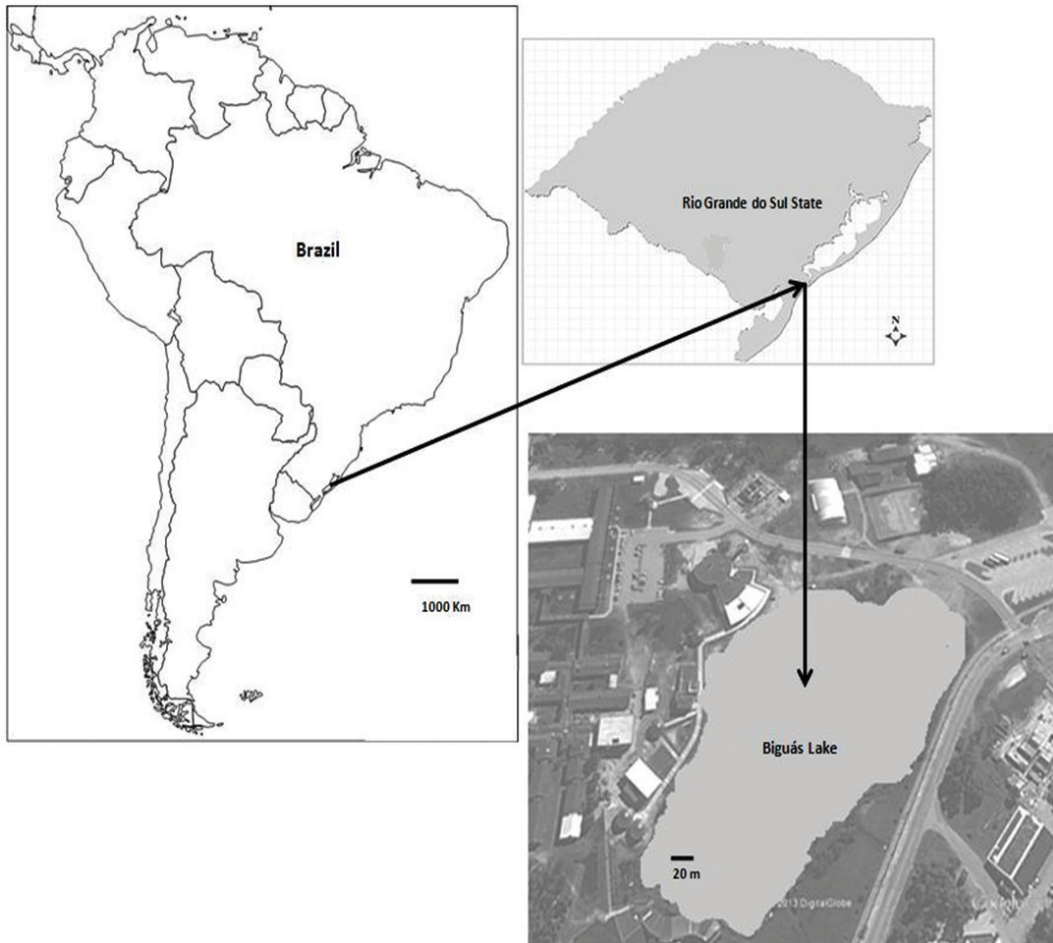 Brazil
1000 Km
Rio Grande do Sul State
N
Biguás Lake
20 m
2013 DigitalGlobe